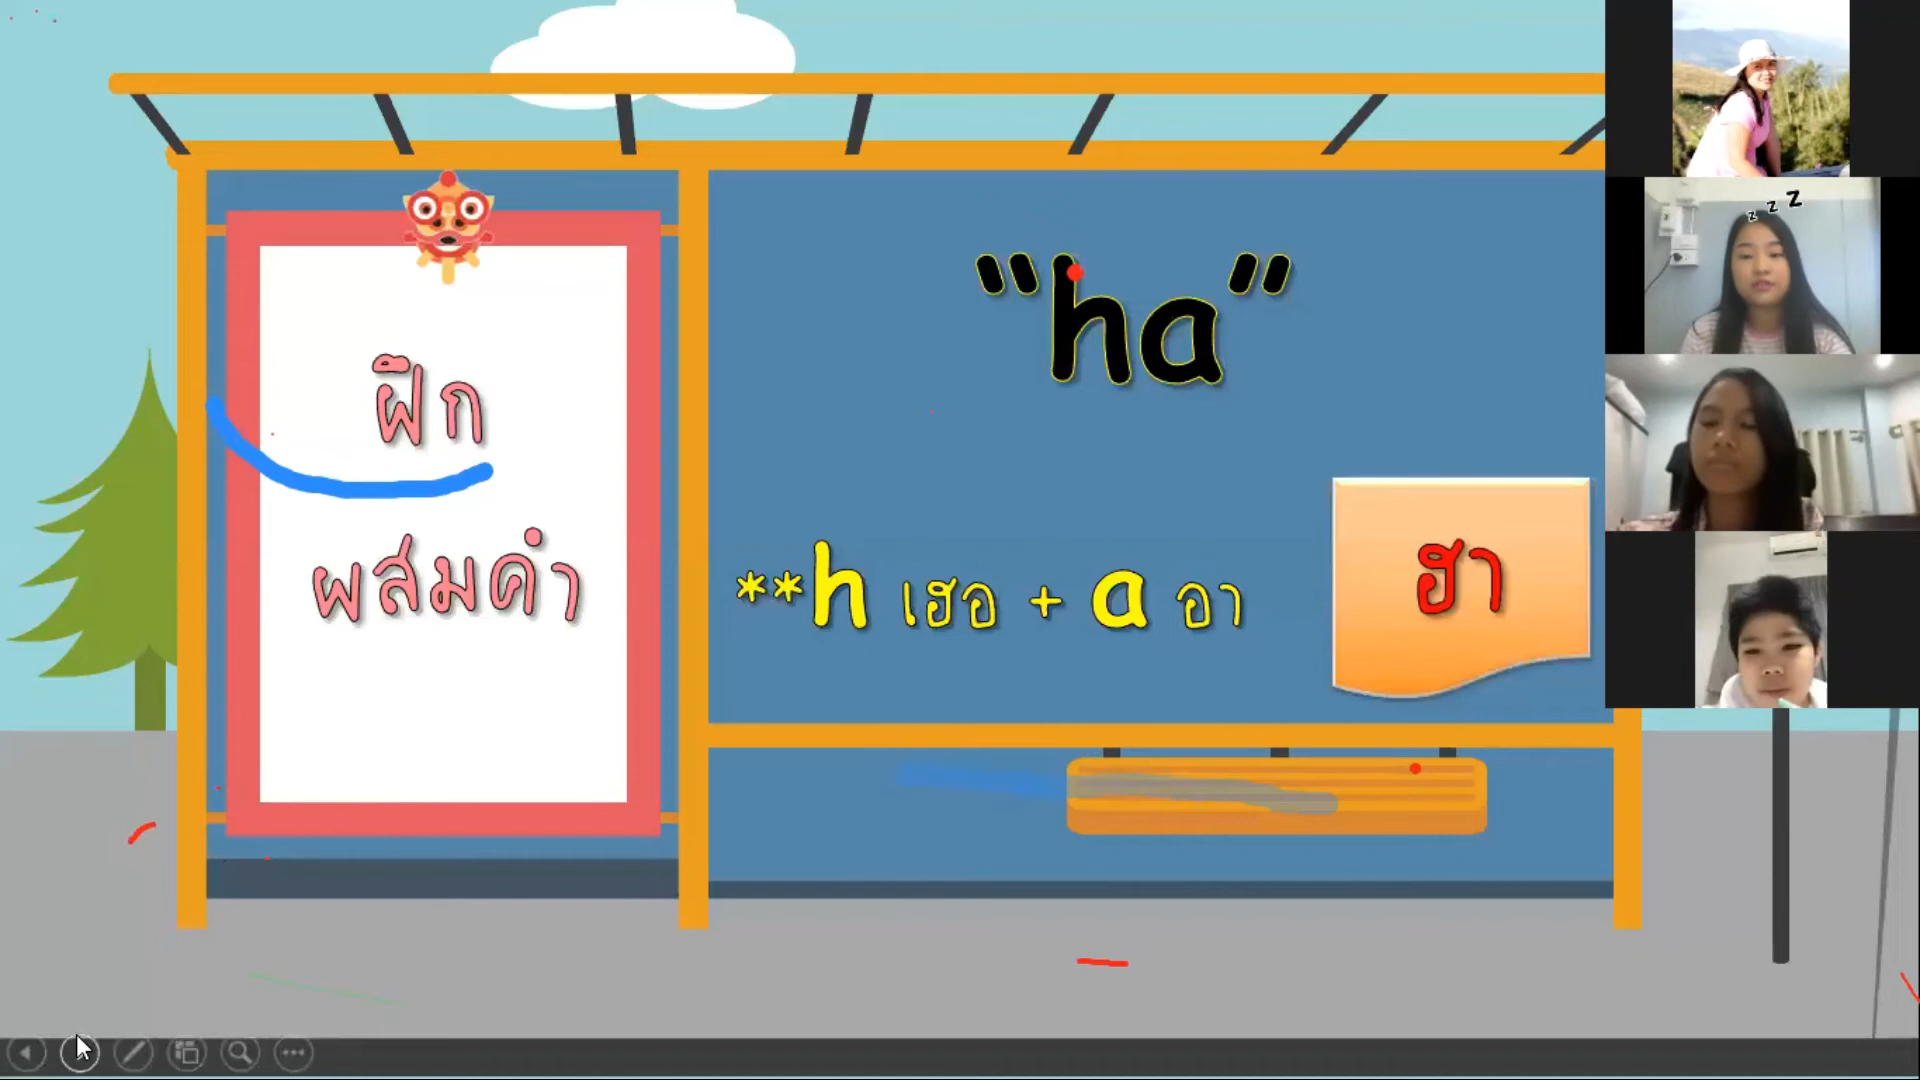 ฝึก
ผสมคำ
"ha"
**h เฮอ + a อา
ฮา
z z z